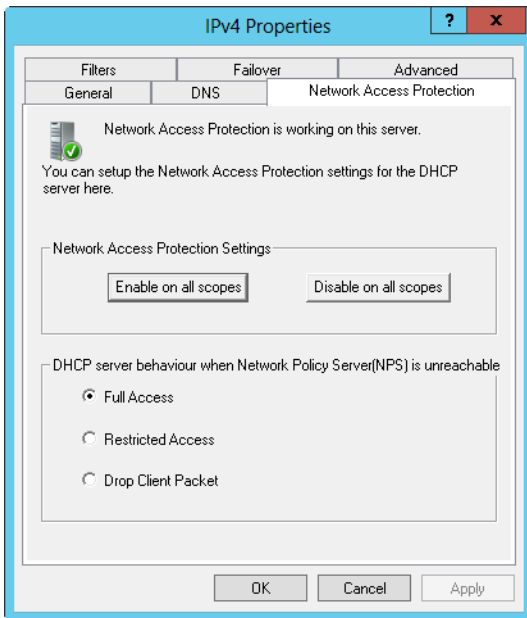 IPv4 Properties
?
x
Filters
Failover
Advanced
General
DNS
Network Access Protection
Network Access Protection is working on this server.
You can setup the Network Access Protection settings for the DHCP
server here.
Network Access Protection Settings
Enable on all scopes
Disable on all scopes
DHCP server behaviour when Network Policy Server(NPS) is unreachable
Full Access
Restricted Access
Drop Client Packet
OK
Cancel
Apply